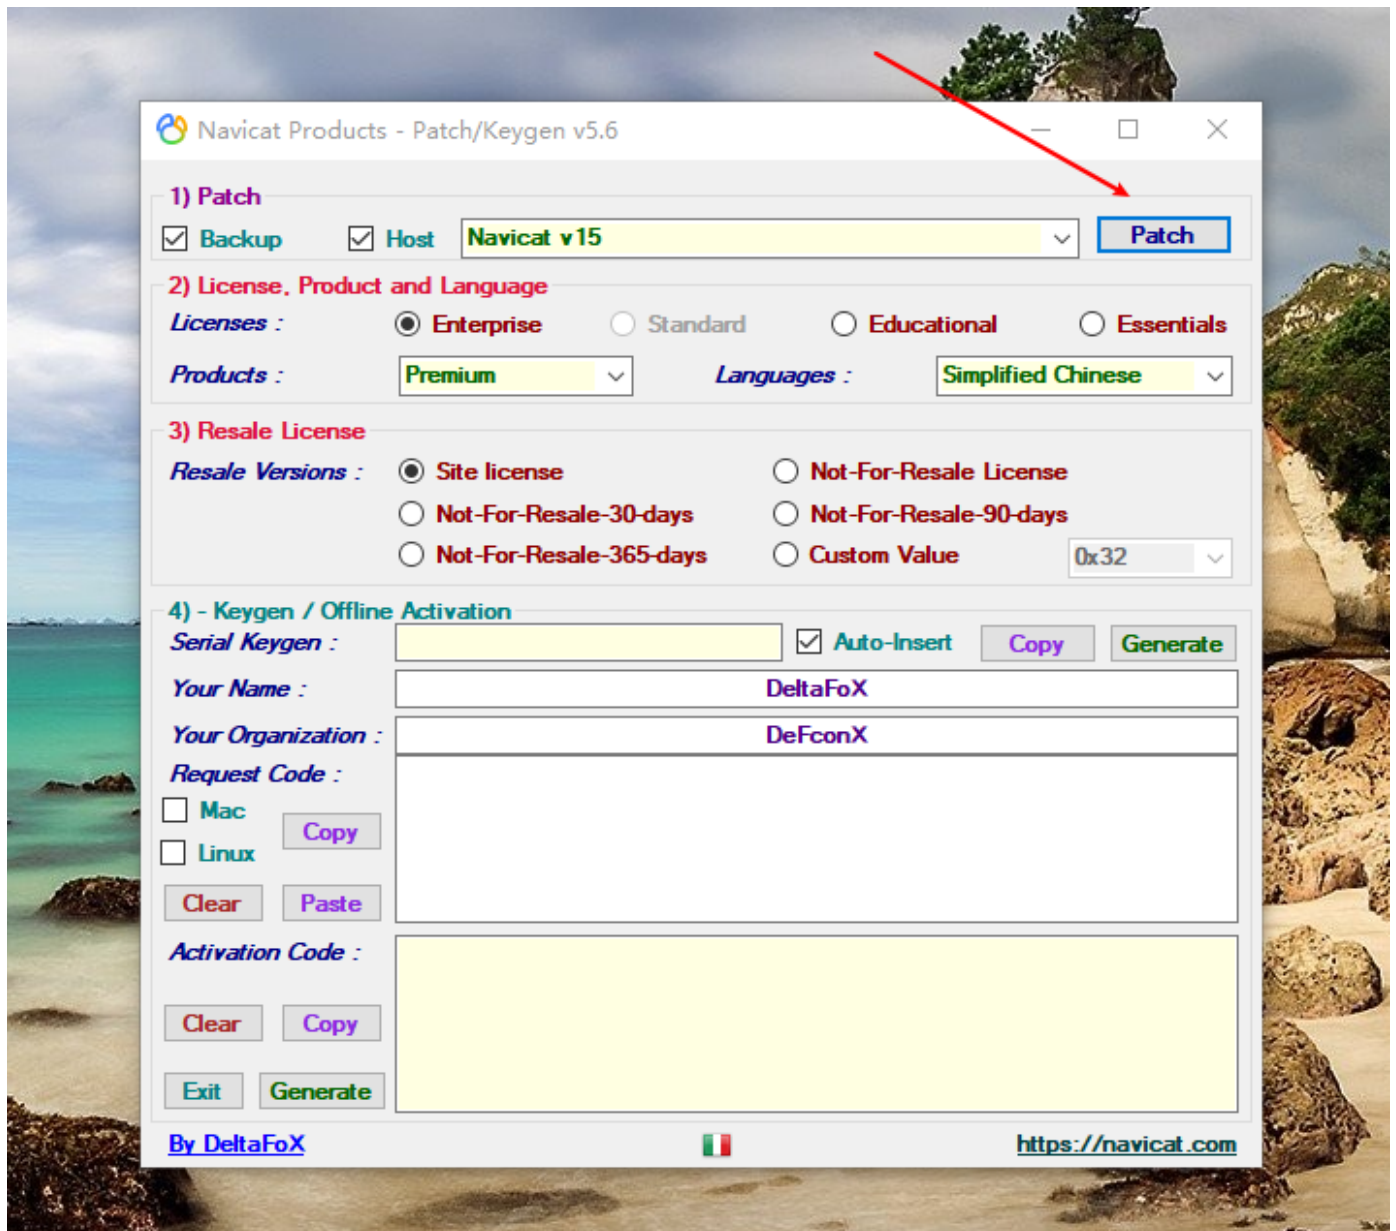 Navicat Products - Patch/Keygen v5.6
1) Patch
Backup Host Navicat v15 Patch
2) License, Product and Language
Licenses : Enterprise Standard Educational Essentials
Products : Premium Languages : Simplified Chinese
3) Resale License
Resale Versions : Site license Not-For-Resale License
Not-For-Resale-30-days Not-For-Resale-90-days
Not-For-Resale-365-days Custom Value 0x32
4) - Keygen / Offline Activation
Serial Keygen : Auto-Insert Copy Generate
Your Name : DeltaFoX
Your Organization : DeFconX
Request Code :
Mac
Copy
Linux
Clear Paste
Activation Code :
Clear Copy
Exit Generate
By DeltaFoX https://navicat.com